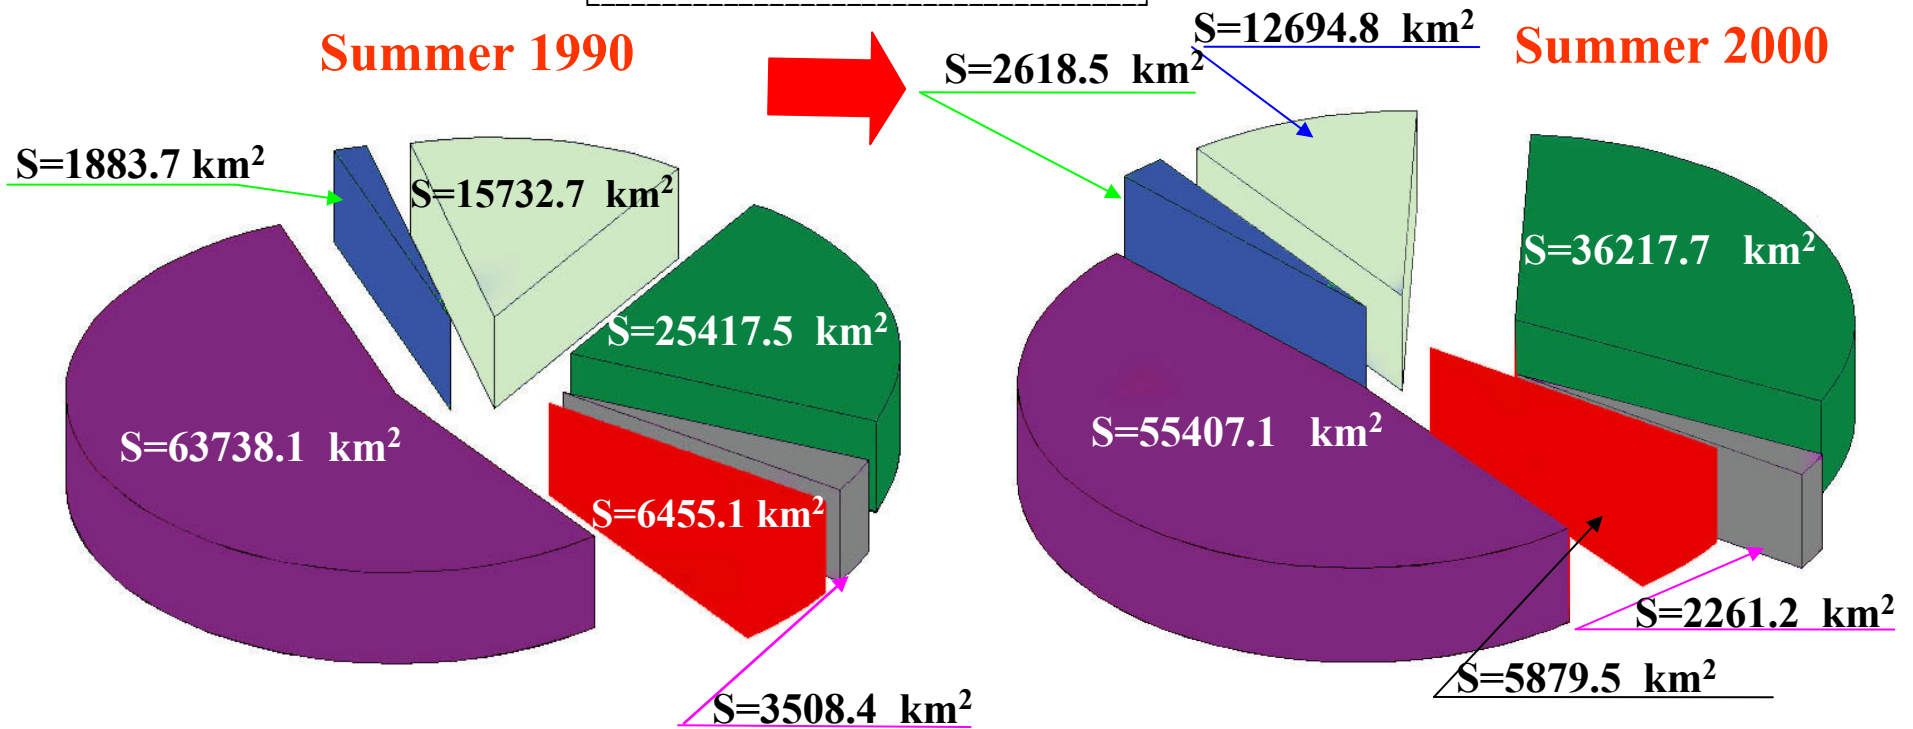 Summer 1990
S=1883.7 km²
S=15732.7 km²
S=25417.5 km²
S=63738.1 km²
S=6455.1 km²
S=3508.4 km²
Summer 2000
S=12694.8 km²
S=2618.5 km²
S=36217.7 km²
S=55407.1 km²
S=2261.2 km²
S=5879.5 km²